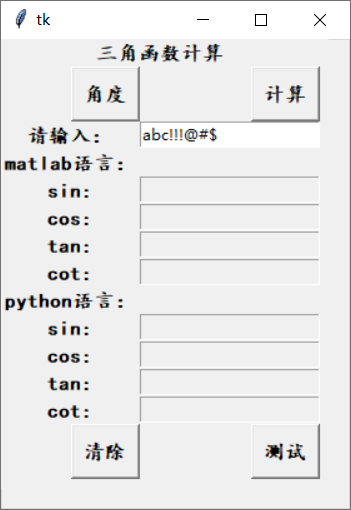 tk
三角函数计算
角度 计算
请输入: abc!!!@#$
matlab语言:
sin:
cos:
tan:
cot:
python语言:
sin:
cos:
tan:
cot:
清除 测试